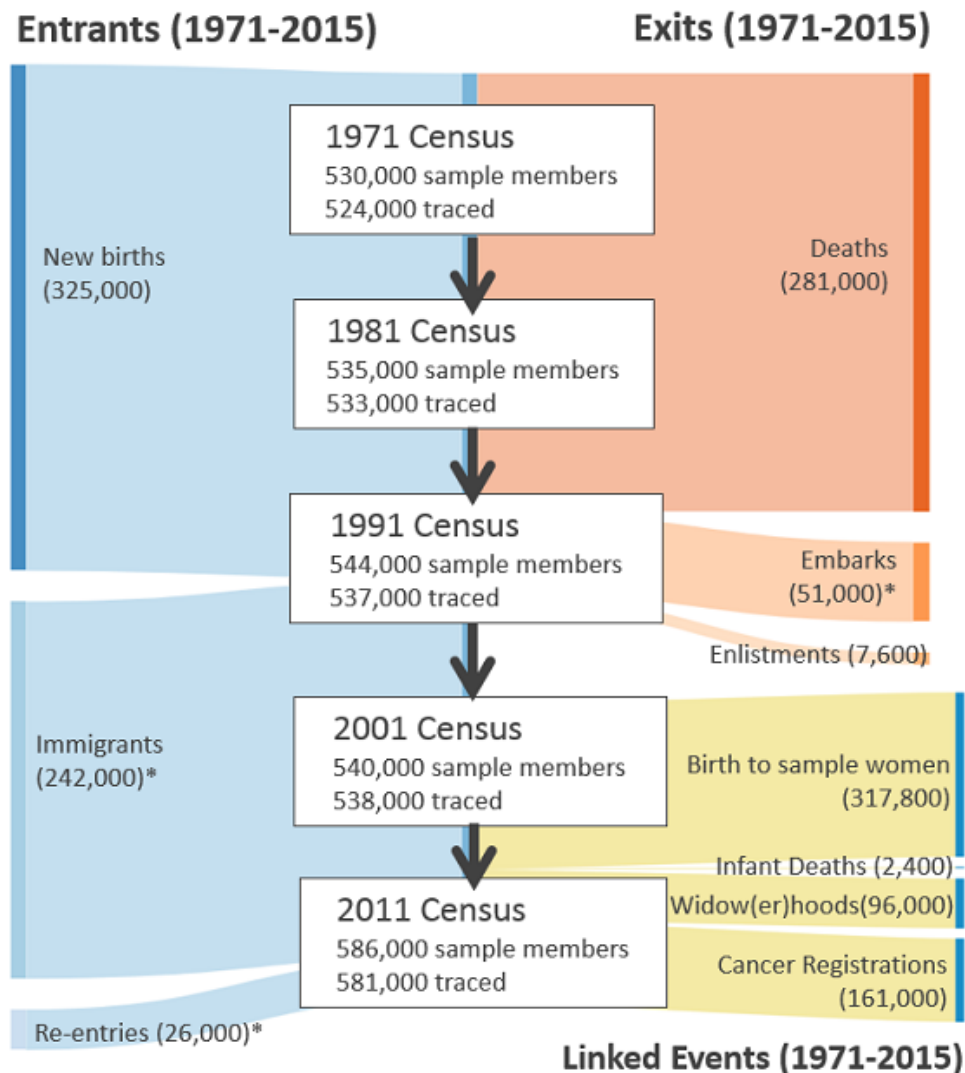 Entrants (1971-2015)
Exits (1971-2015)
1971 Census
530,000 sample members
524,000 traced
New births
(325,000)
Deaths
(281,000)
1981 Census
535,000 sample members
533,000 traced
1991 Census
544,000 sample members
537,000 traced
Embarks
(51,000)*
Enlistments (7,600)
2001 Census
540,000 sample members
538,000 traced
Immigrants
(242,000)*
Birth to sample women
(317,800)
Infant Deaths (2,400)
2011 Census
586,000 sample members
581,000 traced
Widow(er)hoods(96,000)
Cancer Registrations
(161,000)
Re-entries (26,000)*
Linked Events (1971-2015)